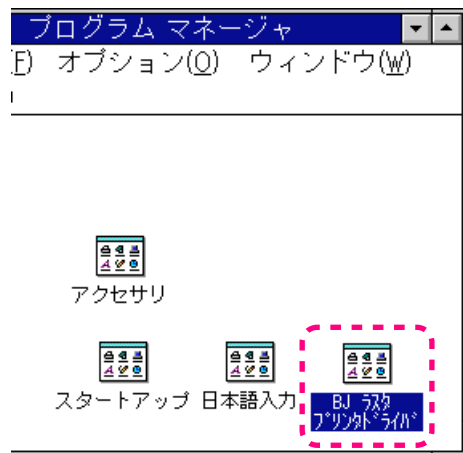 プログラム マネージャ
F) オプション(O) ウィンドウ(W)
アクセサリ
スタートアップ 日本語入力 BJ ﾗｽﾀ
ﾌﾟﾘﾝﾀﾄﾞﾗｲﾊﾞ